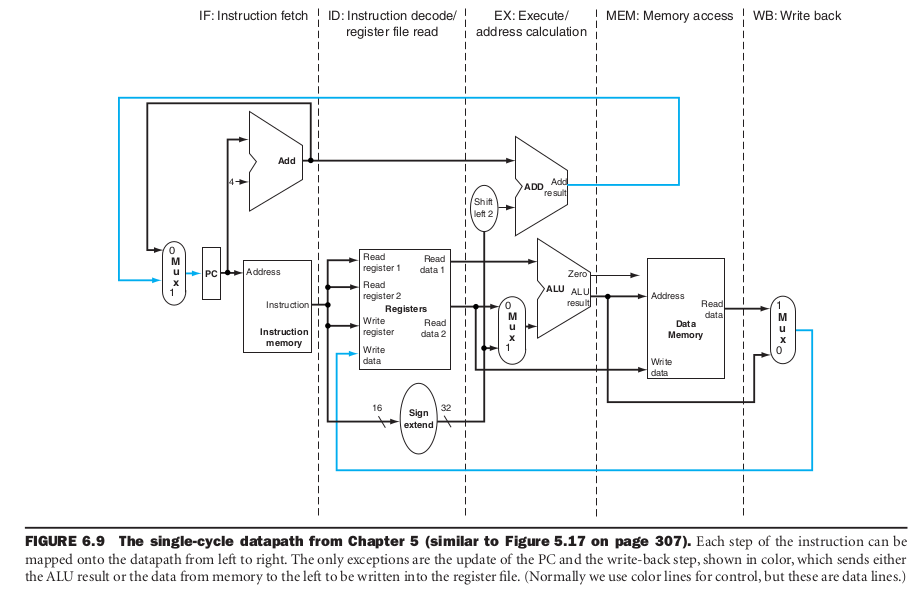 IF: Instruction fetch
ID: Instruction decode/
register file read
EX: Execute/
address calculation
MEM: Memory access
WB: Write back
Add
4
ADD
Add
result
Shift
left 2
0
M
u
x
1
PC
Address
Instruction
Instruction
memory
Read
register 1
Read
register 2
Registers
Write
register
Write
data
Read
data 1
Read
data 2
0
M
u
x
1
Zero
ALU
ALU
result
Address
Read
data
Data
Memory
Write
data
1
M
u
x
0
16
Sign
extend
32
FIGURE 6.9 The single-cycle datapath from Chapter 5 (similar to Figure 5.17 on page 307). Each step of the instruction can be
mapped onto the datapath from left to right. The only exceptions are the update of the PC and the write-back step, shown in color, which sends either
the ALU result or the data from memory to the left to be written into the register file. (Normally we use color lines for control, but these are data lines.)